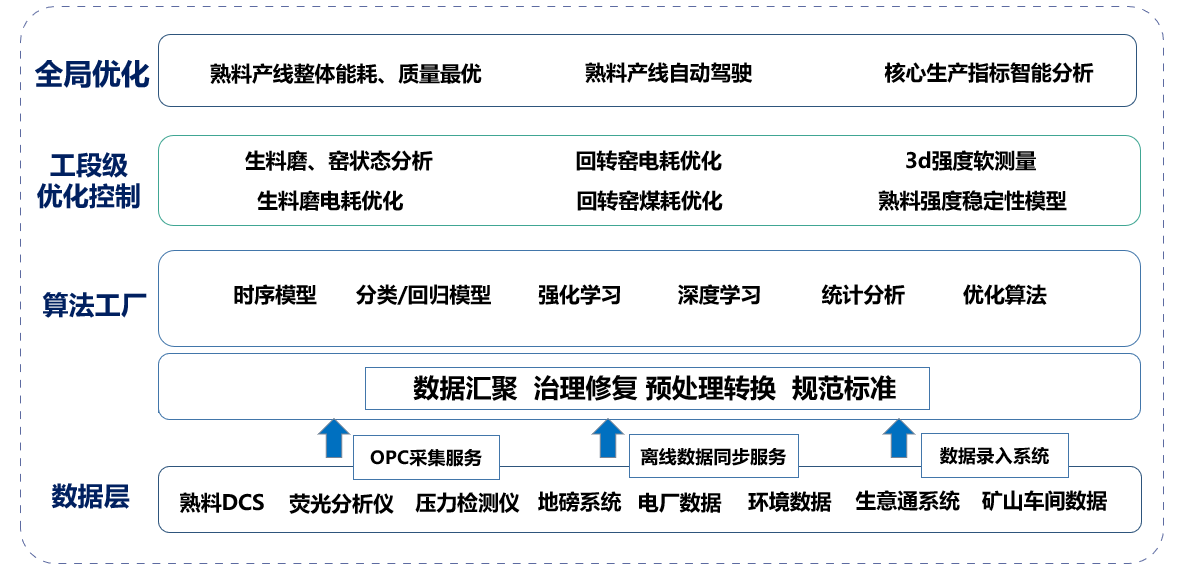 全局优化
熟料产线整体能耗、质量最优
熟料产线自动驾驶
核心生产指标智能分析
工段级
优化控制
生料磨、窑状态分析
回转窑电耗优化
3d强度软测量
生料磨电耗优化
回转窑煤耗优化
熟料强度稳定性模型
算法工厂
时序模型
分类/回归模型
强化学习
深度学习
统计分析
优化算法
数据汇聚 治理修复 预处理转换 规范标准
OPC采集服务
离线数据同步服务
数据录入系统
数据层
熟料DCS
荧光分析仪
压力检测仪
地磅系统
电厂数据
环境数据
生意通系统
矿山车间数据